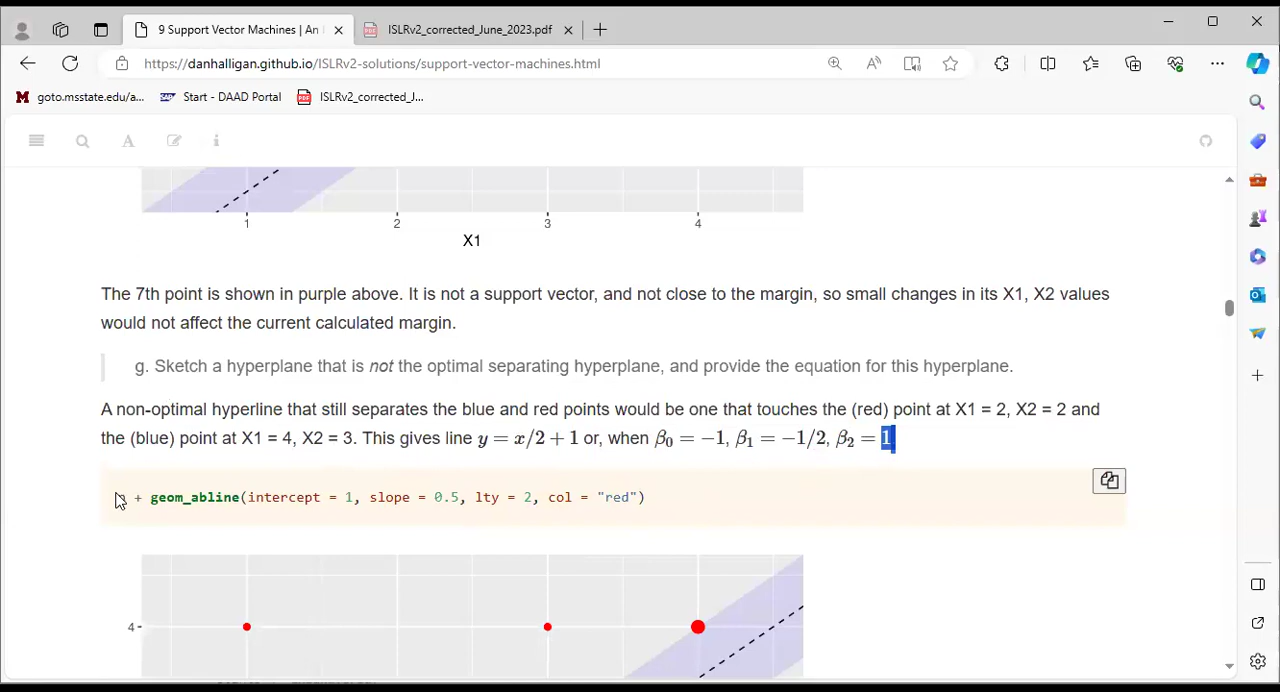 9 Support Vector Machines | An I
ISLRv2_corrected_June_2023.pdf
https://danhalligan.github.io/ISLRv2-solutions/support-vector-machines.html
goto.msstate.edu/a...
Start - DAAD Portal
ISLRv2_corrected_J...
1 2 3 4
X1
The 7th point is shown in purple above. It is not a support vector, and not close to the margin, so small changes in its X1, X2 values
would not affect the current calculated margin.
g. Sketch a hyperplane that is not the optimal separating hyperplane, and provide the equation for this hyperplane.
A non-optimal hyperline that still separates the blue and red points would be one that touches the (red) point at X1 = 2, X2 = 2 and
the (blue) point at X1 = 4, X2 = 3. This gives line y = x/2 + 1 or, when β₀ = −1, β₁ = −1/2, β₂ = 1
+ geom_abline(intercept = 1, slope = 0.5, lty = 2, col = "red")
4